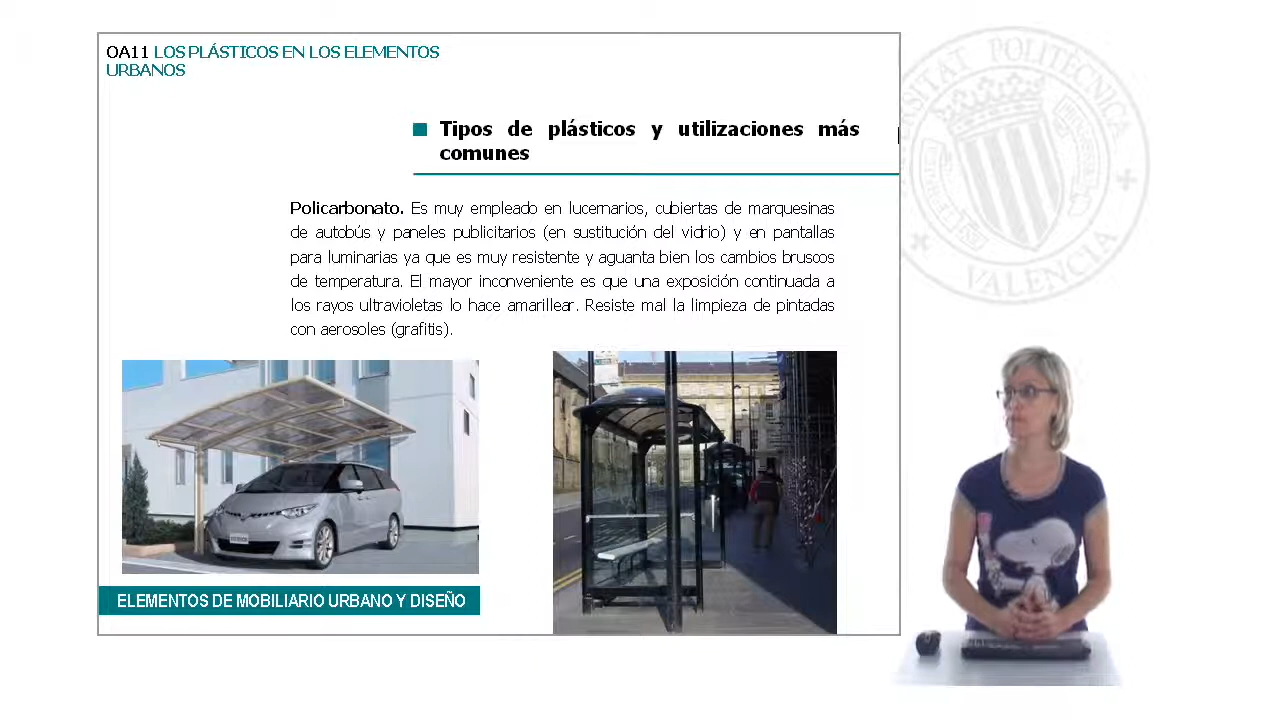 OA11 LOS PLÁSTICOS EN LOS ELEMENTOS
URBANOS
Tipos de plásticos y utilizaciones más
comunes
Policarbonato. Es muy empleado en lucernarios, cubiertas de marquesinas
de autobús y paneles publicitarios (en sustitución del vidrio) y en pantallas
para luminarias ya que es muy resistente y aguanta bien los cambios bruscos
de temperatura. El mayor inconveniente es que una exposición continuada a
los rayos ultravioletas lo hace amarillear. Resiste mal la limpieza de pintadas
con aerosoles (grafitis).
ELEMENTOS DE MOBILIARIO URBANO Y DISEÑO
POLITÈCNICA
VALÈNCIA